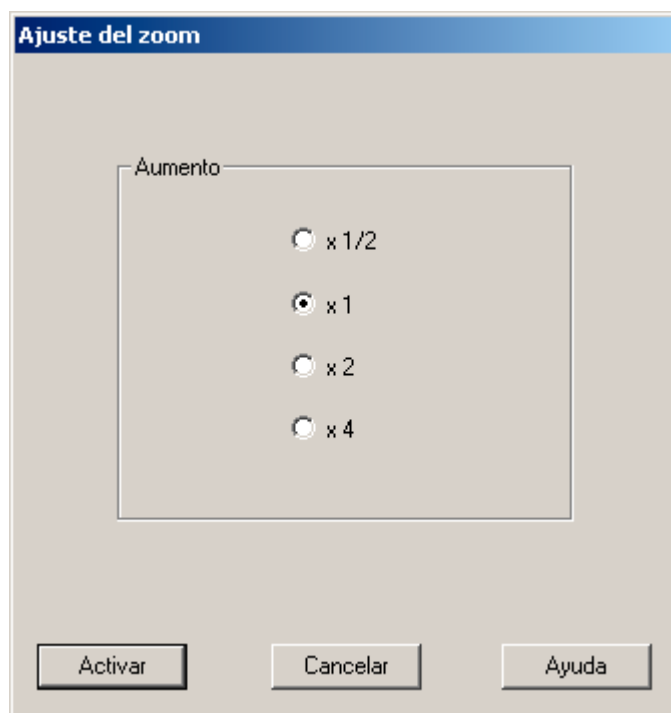 Ajuste del zoom
Aumento
x 1/2
x 1
x 2
x 4
Activar Cancelar Ayuda